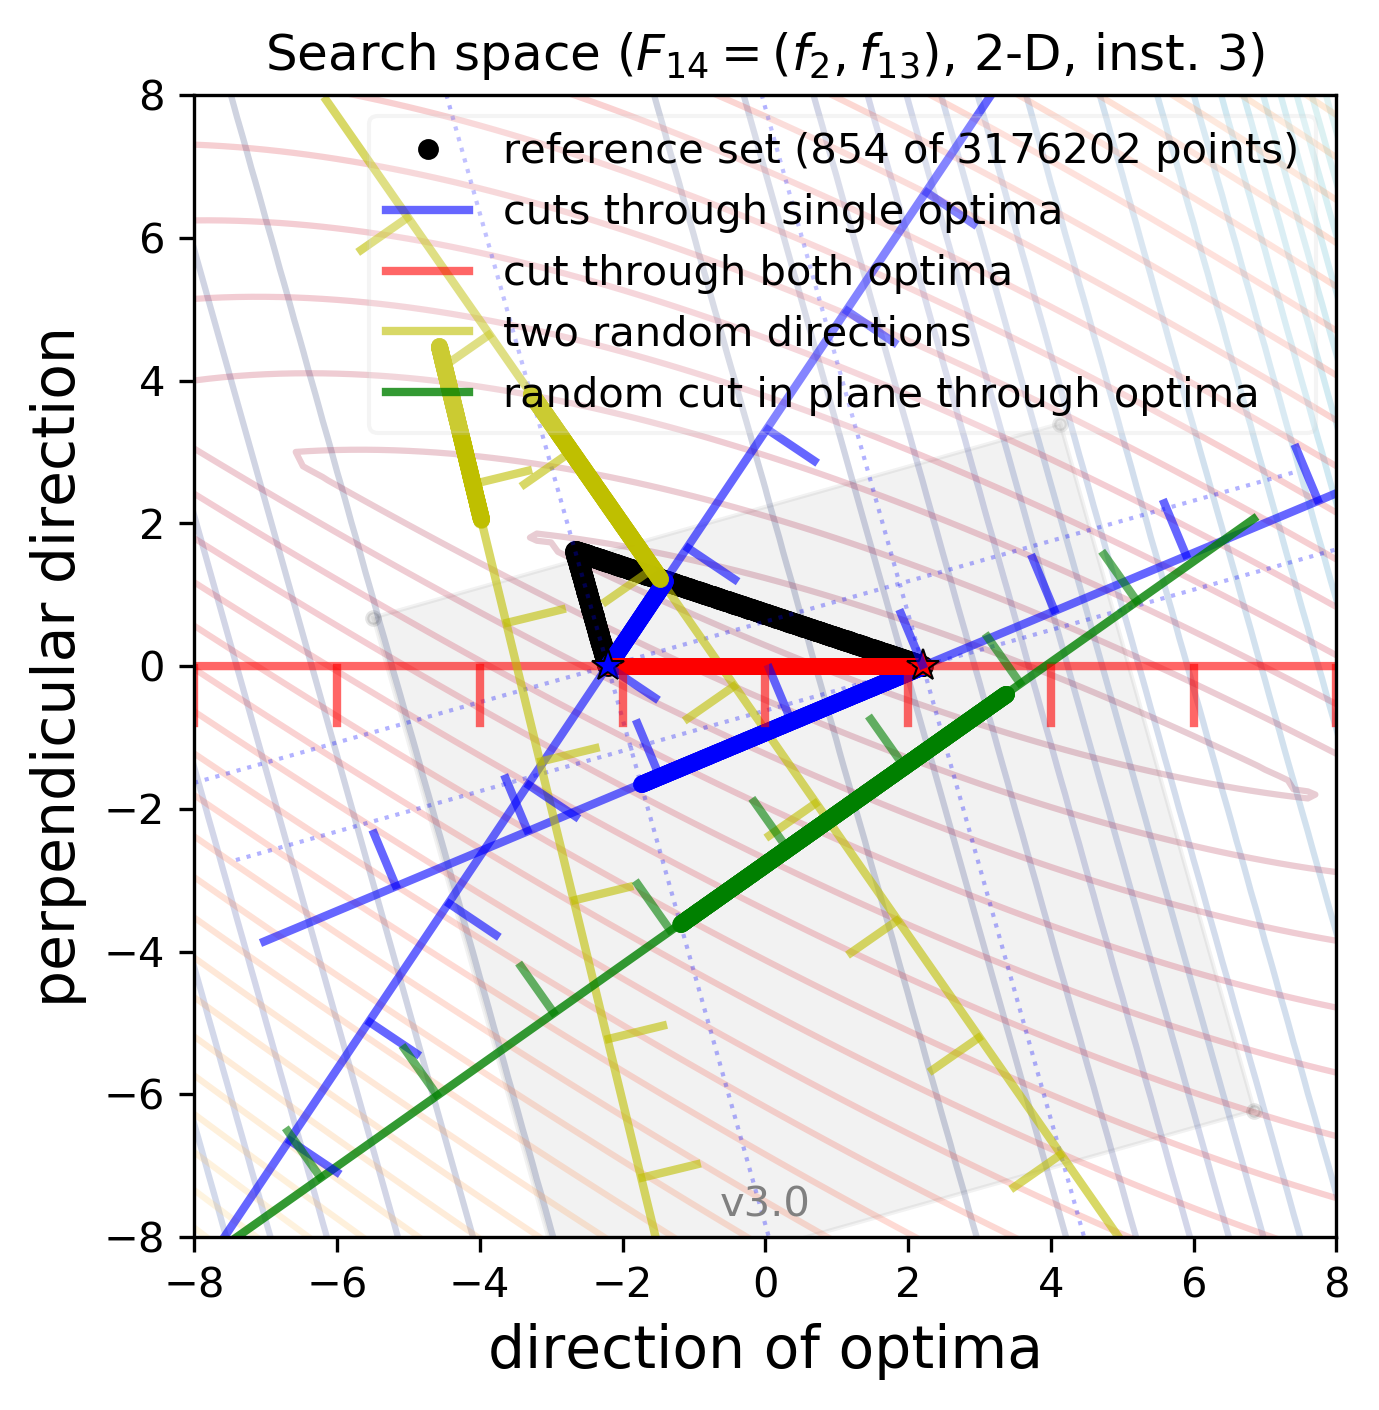 Search space (F₁₄ = (f₂, f₁₃), 2-D, inst. 3)
reference set (854 of 3176202 points)
cuts through single optima
cut through both optima
two random directions
random cut in plane through optima
perpendicular direction
8
6
4
2
0
−2
−4
−6
−8
v3.0
−8 −6 −4 −2 0 2 4 6 8
direction of optima